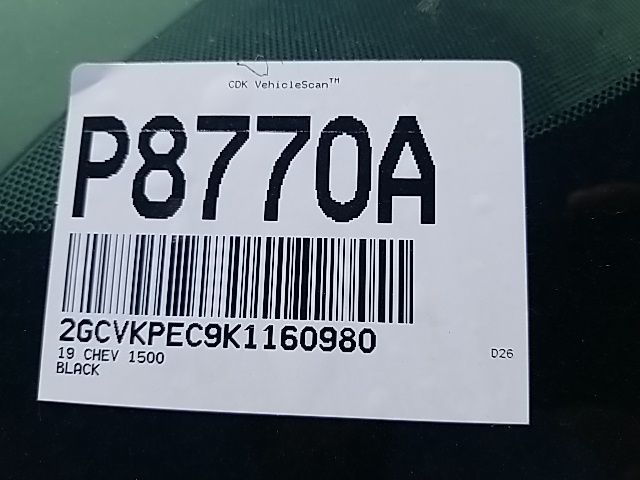 CDK VehicleScan™
P8770A
2GCVKPEC9K1160980
19 CHEV 1500
BLACK
D26